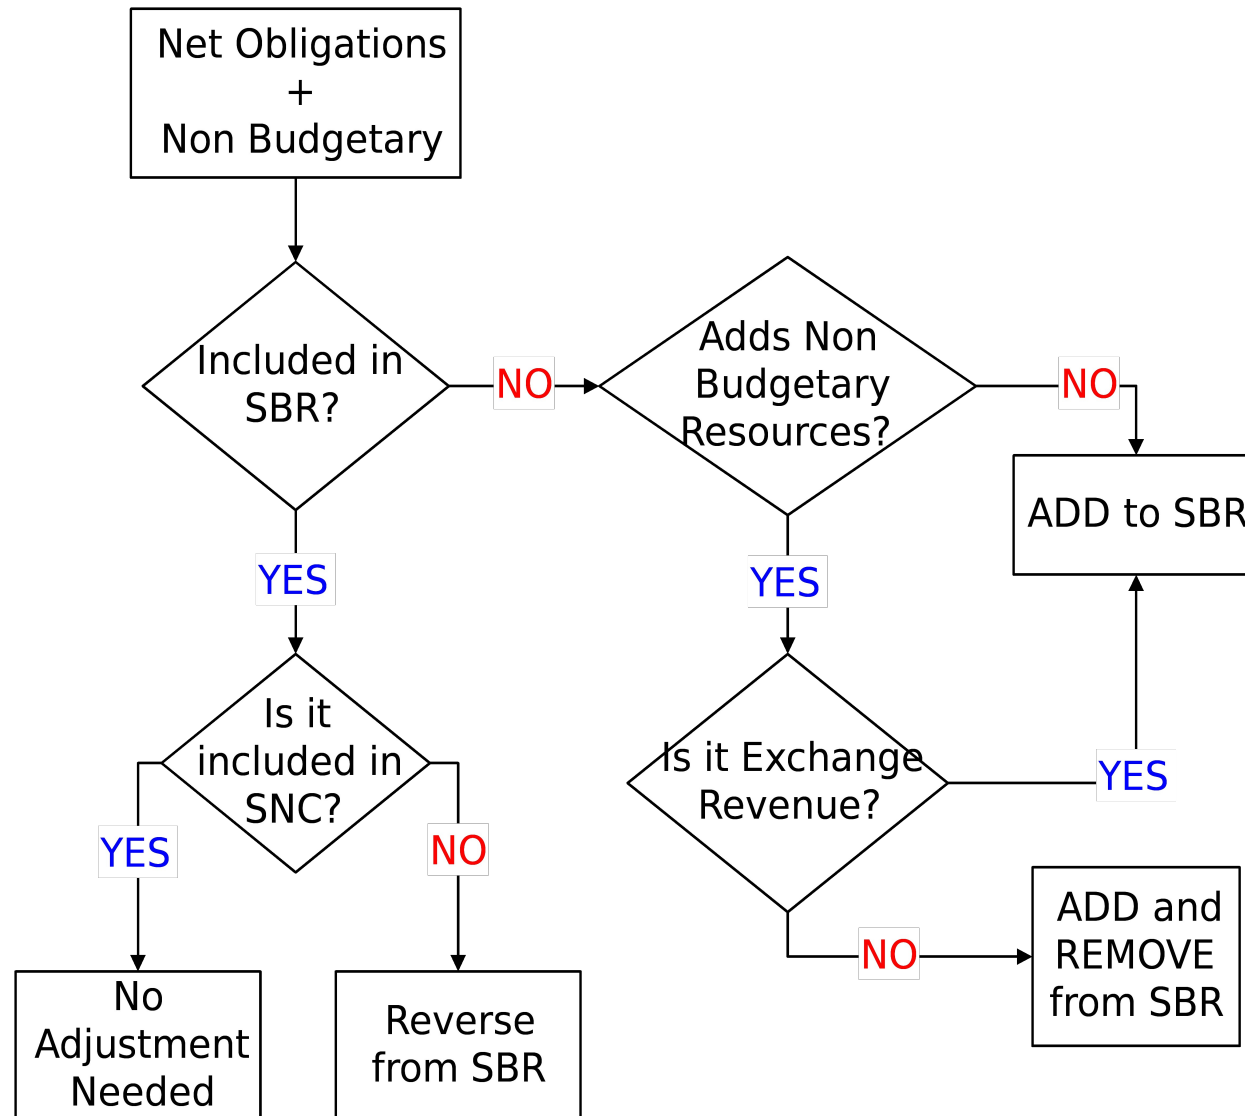 Net Obligations
+
Non Budgetary
Included in
SBR?
NO
Adds Non
Budgetary
Resources?
NO
ADD to SBR
YES
YES
Is it
included in
SNC?
Is it Exchange
Revenue?
YES
YES
NO
NO
ADD and
REMOVE
from SBR
No
Adjustment
Needed
Reverse
from SBR